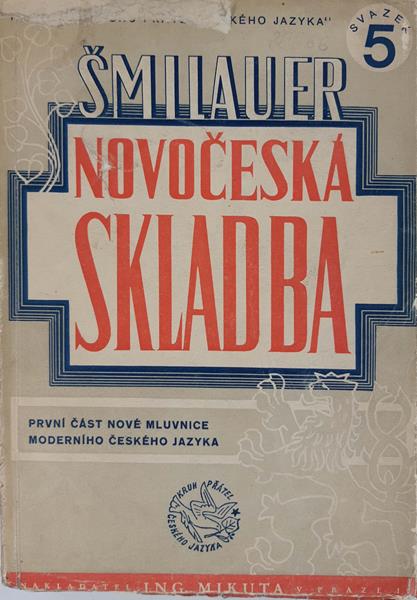 ČESKÉHO JAZYKA"
SVAZEK
5
ŠMILAUER
NOVOČESKÁ
SKLADBA
PRVNÍ ČÁST NOVÉ MLUVNICE
MODERNÍHO ČESKÉHO JAZYKA
KRUH PŘÁTEL
ČESKÉHO JAZYKA
NAKLADATEL ING. MIKUTA V PRAZE